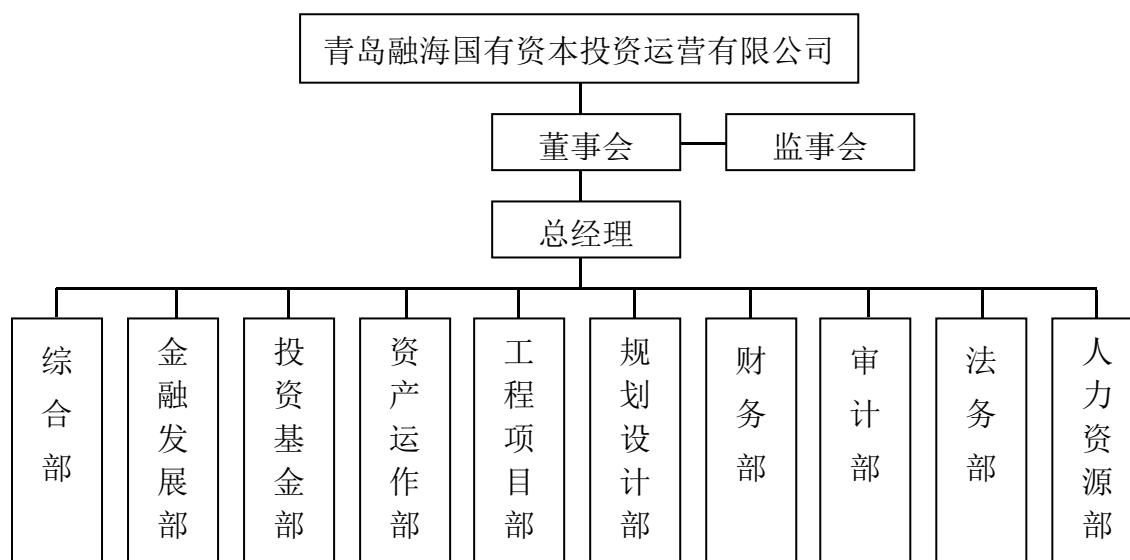 青岛融海国有资本投资运营有限公司
董事会
监事会
总经理
综合部
金融发展部
投资基金部
资产运作部
工程项目部
规划设计部
财务部
审计部
法务部
人力资源部